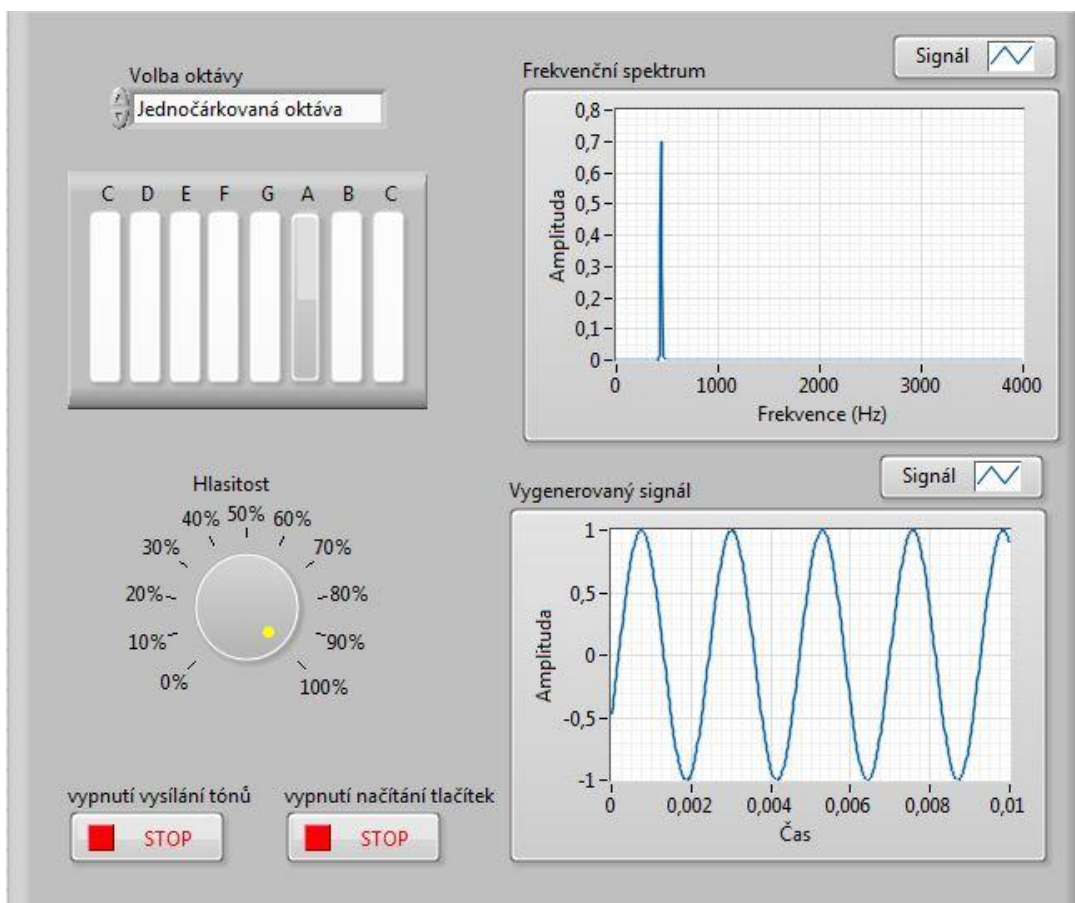 Volba oktávy
Jednočárkovaná oktáva
C D E F G A B C
Hlasitost
0% 10% 20% 30% 40% 50% 60% 70% 80% 90% 100%
vypnutí vysílání tónů
STOP
vypnutí načítání tlačítek
STOP
Frekvenční spektrum
Signál
Amplituda
0,8
0,7
0,6
0,5
0,4
0,3
0,2
0,1
0
0 1000 2000 3000 4000
Frekvence (Hz)
Vygenerovaný signál
Signál
Amplituda
1
0,5
0
-0,5
-1
0 0,002 0,004 0,006 0,008 0,01
Čas